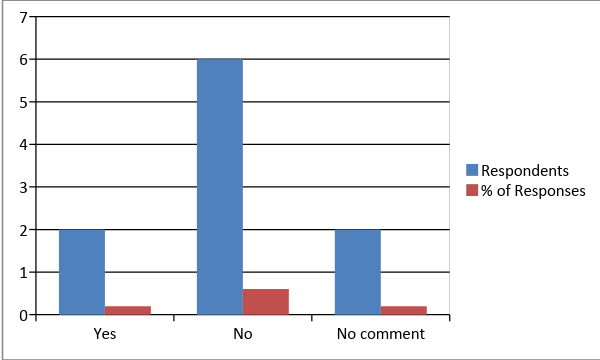 7
6
5
4
3
2
1
0
Yes
No
No comment
Respondents
% of Responses